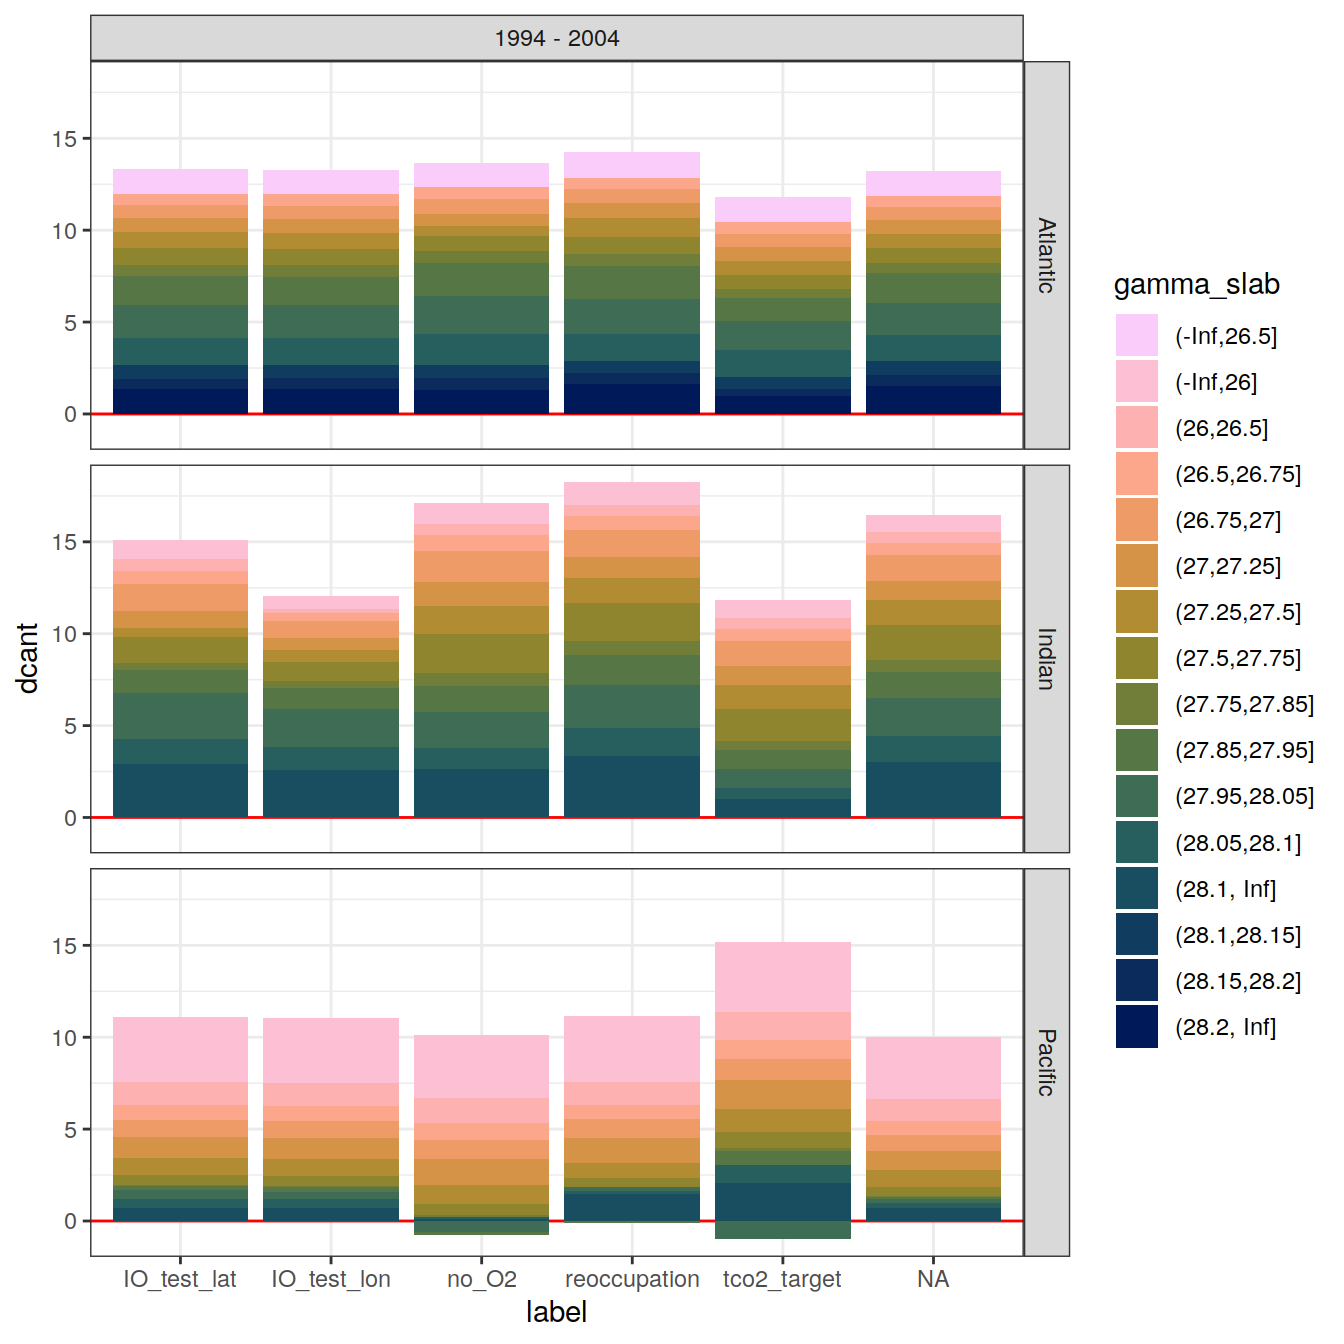 1994 - 2004
15
10
5
0
Atlantic
15
10
5
0
Indian
15
10
5
0
Pacific
dcant
IO_test_lat
IO_test_lon
no_O2
reoccupation
tco2_target
NA
label
gamma_slab
(-Inf,26.5]
(-Inf,26]
(26,26.5]
(26.5,26.75]
(26.75,27]
(27,27.25]
(27.25,27.5]
(27.5,27.75]
(27.75,27.85]
(27.85,27.95]
(27.95,28.05]
(28.05,28.1]
(28.1, Inf]
(28.1,28.15]
(28.15,28.2]
(28.2, Inf]